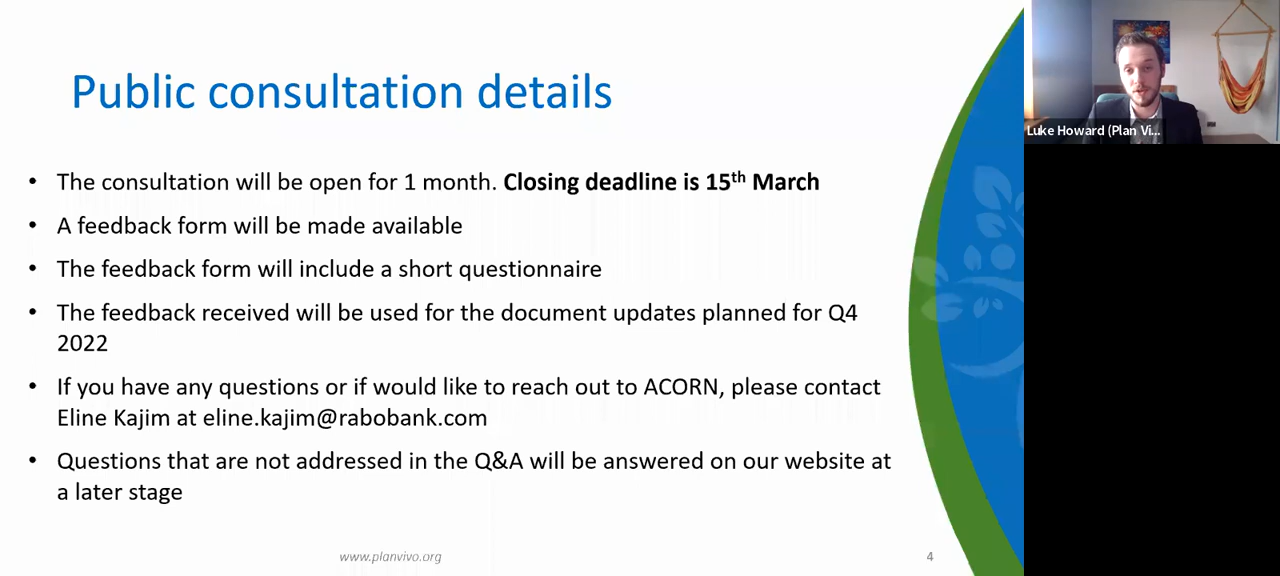 Public consultation details
• The consultation will be open for 1 month. Closing deadline is 15th March
• A feedback form will be made available
• The feedback form will include a short questionnaire
• The feedback received will be used for the document updates planned for Q4
2022
• If you have any questions or if would like to reach out to ACORN, please contact
Eline Kajim at eline.kajim@rabobank.com
• Questions that are not addressed in the Q&A will be answered on our website at
a later stage
www.planvivo.org
4
Luke Howard (Plan Vi...